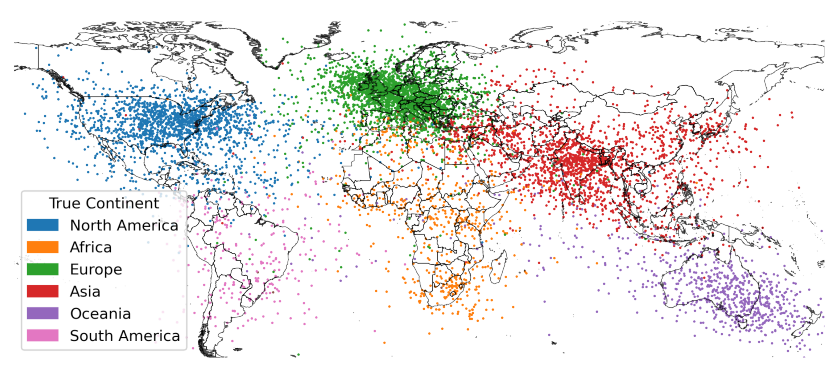 True Continent
North America
Africa
Europe
Asia
Oceania
South America